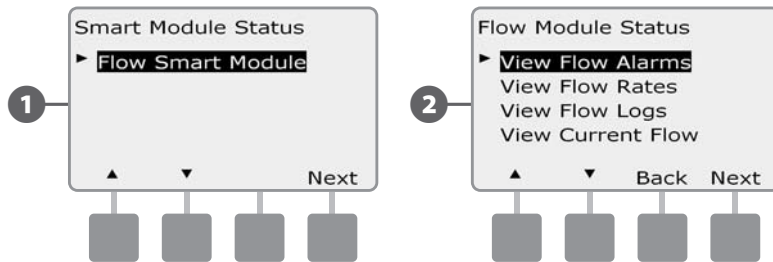 1
Smart Module Status
► Flow Smart Module
▲ ▼ Next
2
Flow Module Status
► View Flow Alarms
View Flow Rates
View Flow Logs
View Current Flow
▲ ▼ Back Next